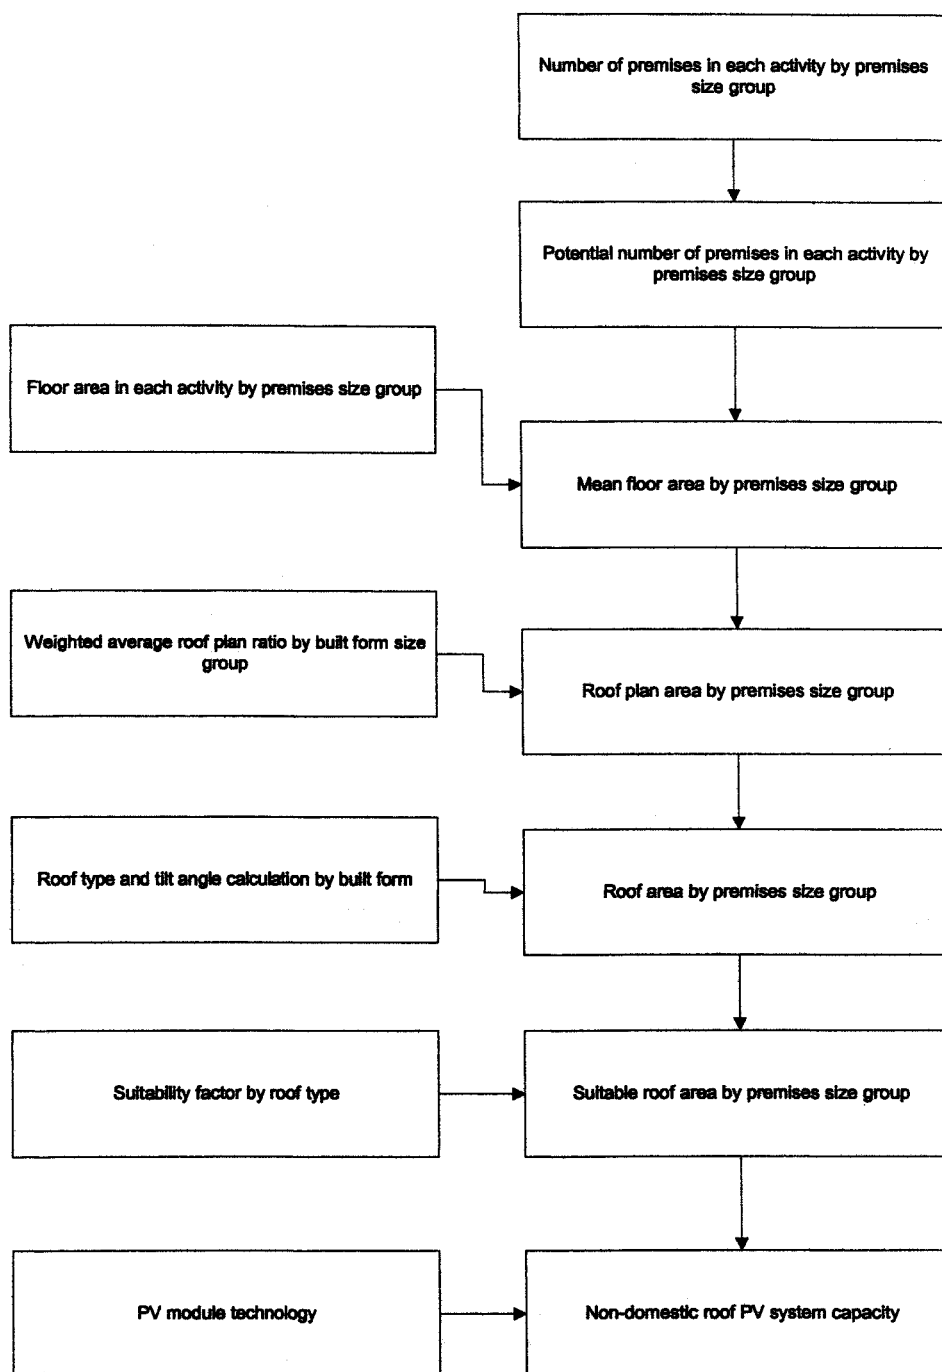 Number of premises in each activity by premises
size group
Potential number of premises in each activity by
premises size group
Floor area in each activity by premises size group
Mean floor area by premises size group
Weighted average roof plan ratio by built form size
group
Roof plan area by premises size group
Roof type and tilt angle calculation by built form
Roof area by premises size group
Suitability factor by roof type
Suitable roof area by premises size group
PV module technology
Non-domestic roof PV system capacity